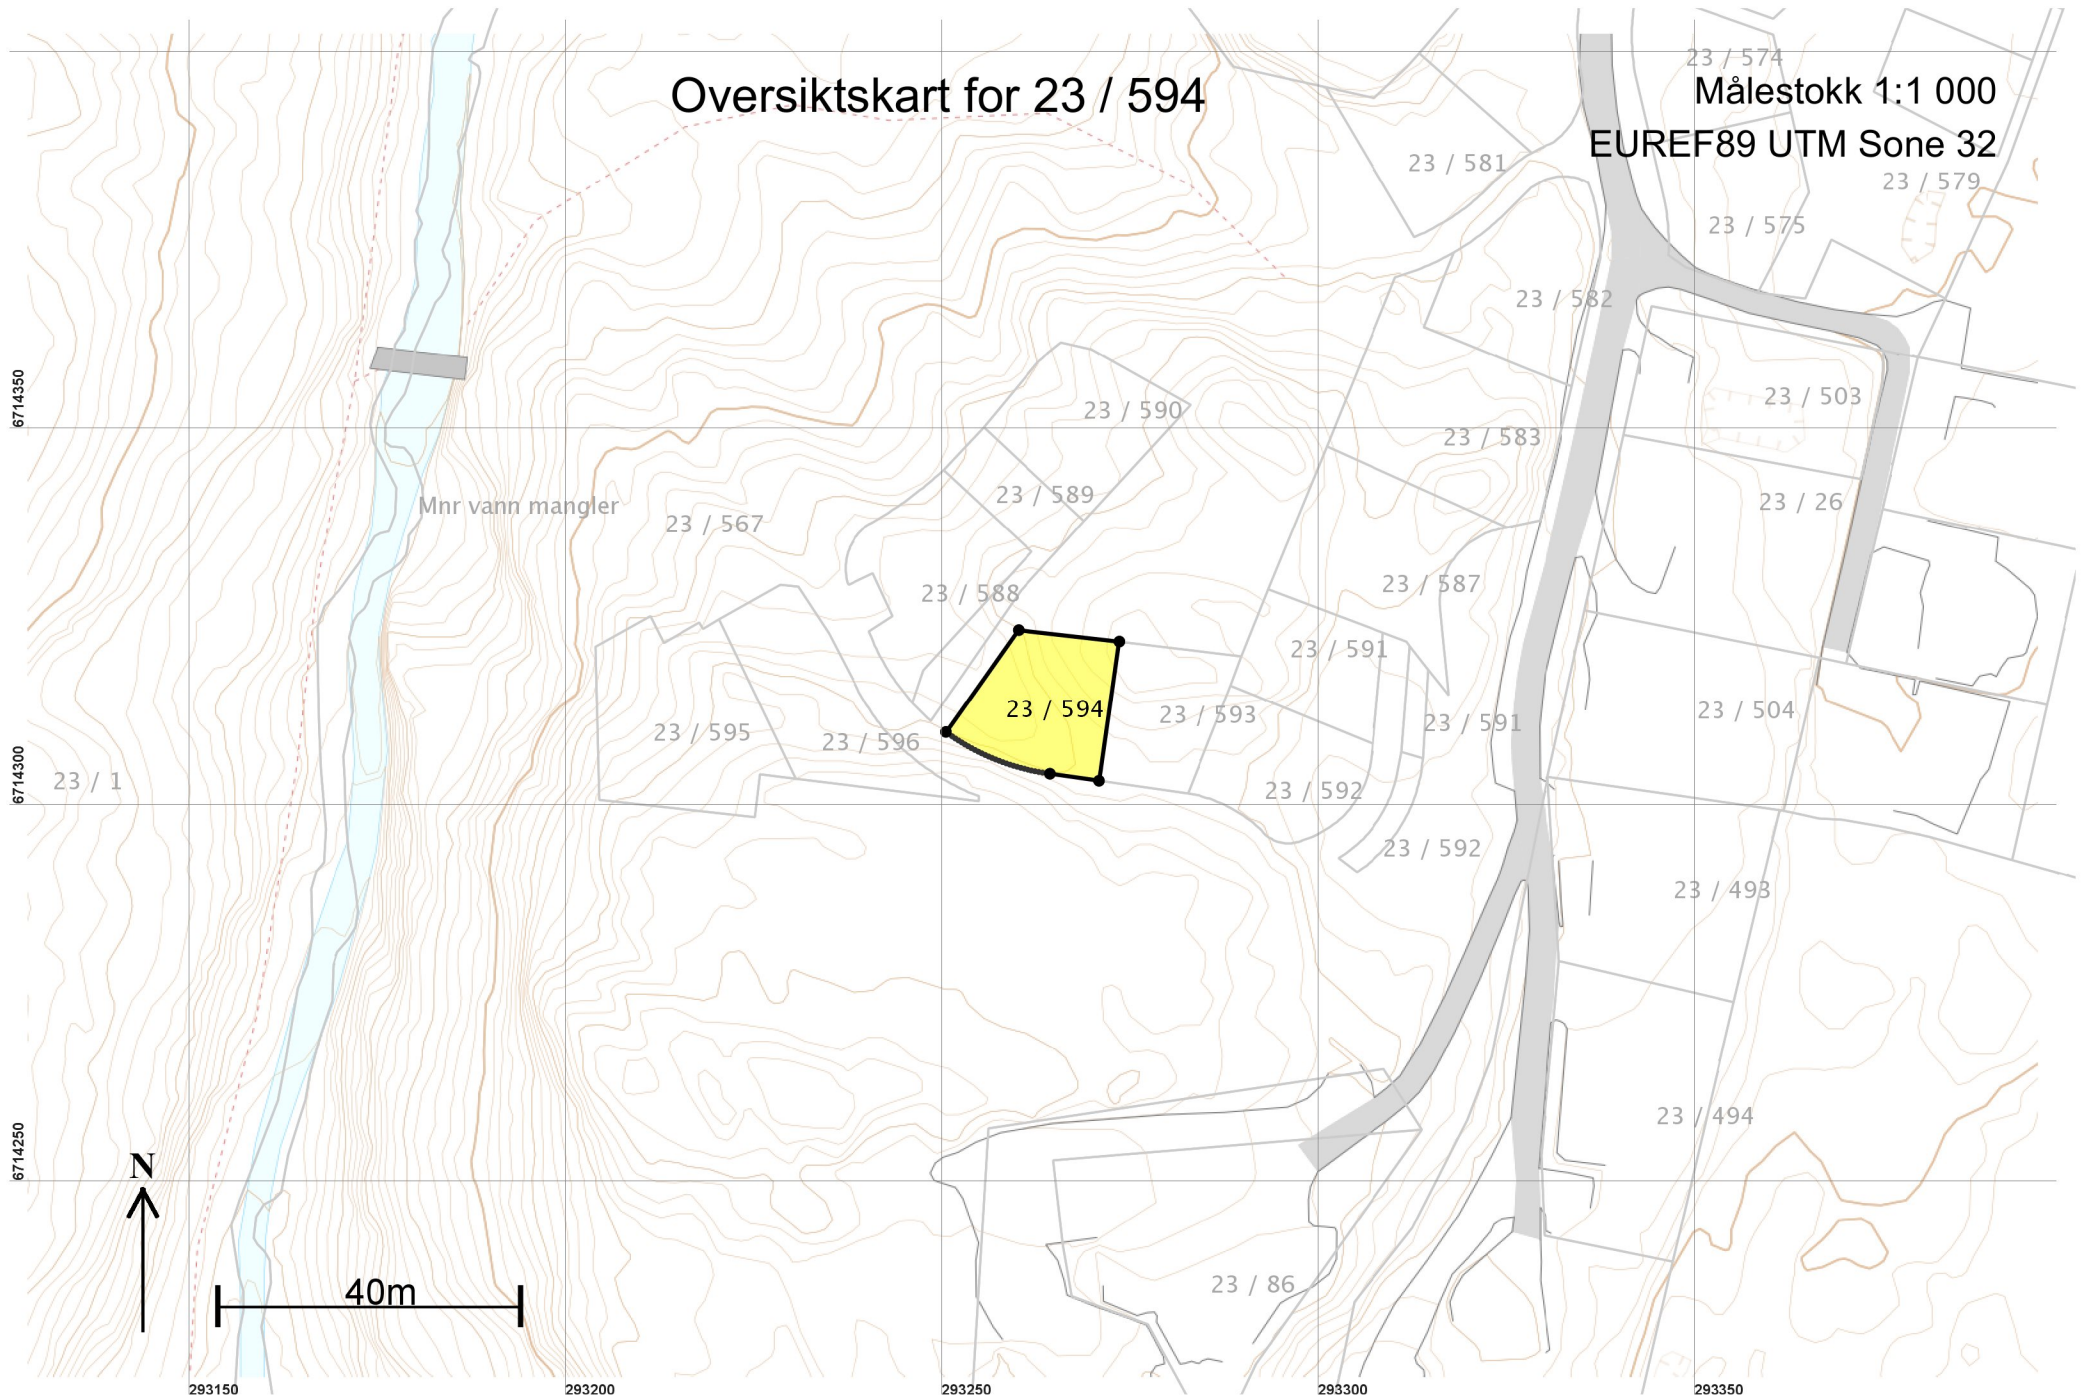 23 / 574
Oversiktskart for 23 / 594
Målestokk 1:1 000
EUREF89 UTM Sone 32
23 / 581
23 / 579
23 / 575
23 / 582
6714350
23 / 503
23 / 590
23 / 583
23 / 589
23 / 26
Mnr vann mangler
23 / 567
23 / 587
23 / 588
23 / 591
23 / 594
23 / 593
23 / 504
23 / 591
23 / 595
23 / 596
6714300
23 / 1
23 / 592
23 / 592
23 / 493
23 / 494
6714250
N
23 / 86
40m
293150
293200
293250
293300
293350